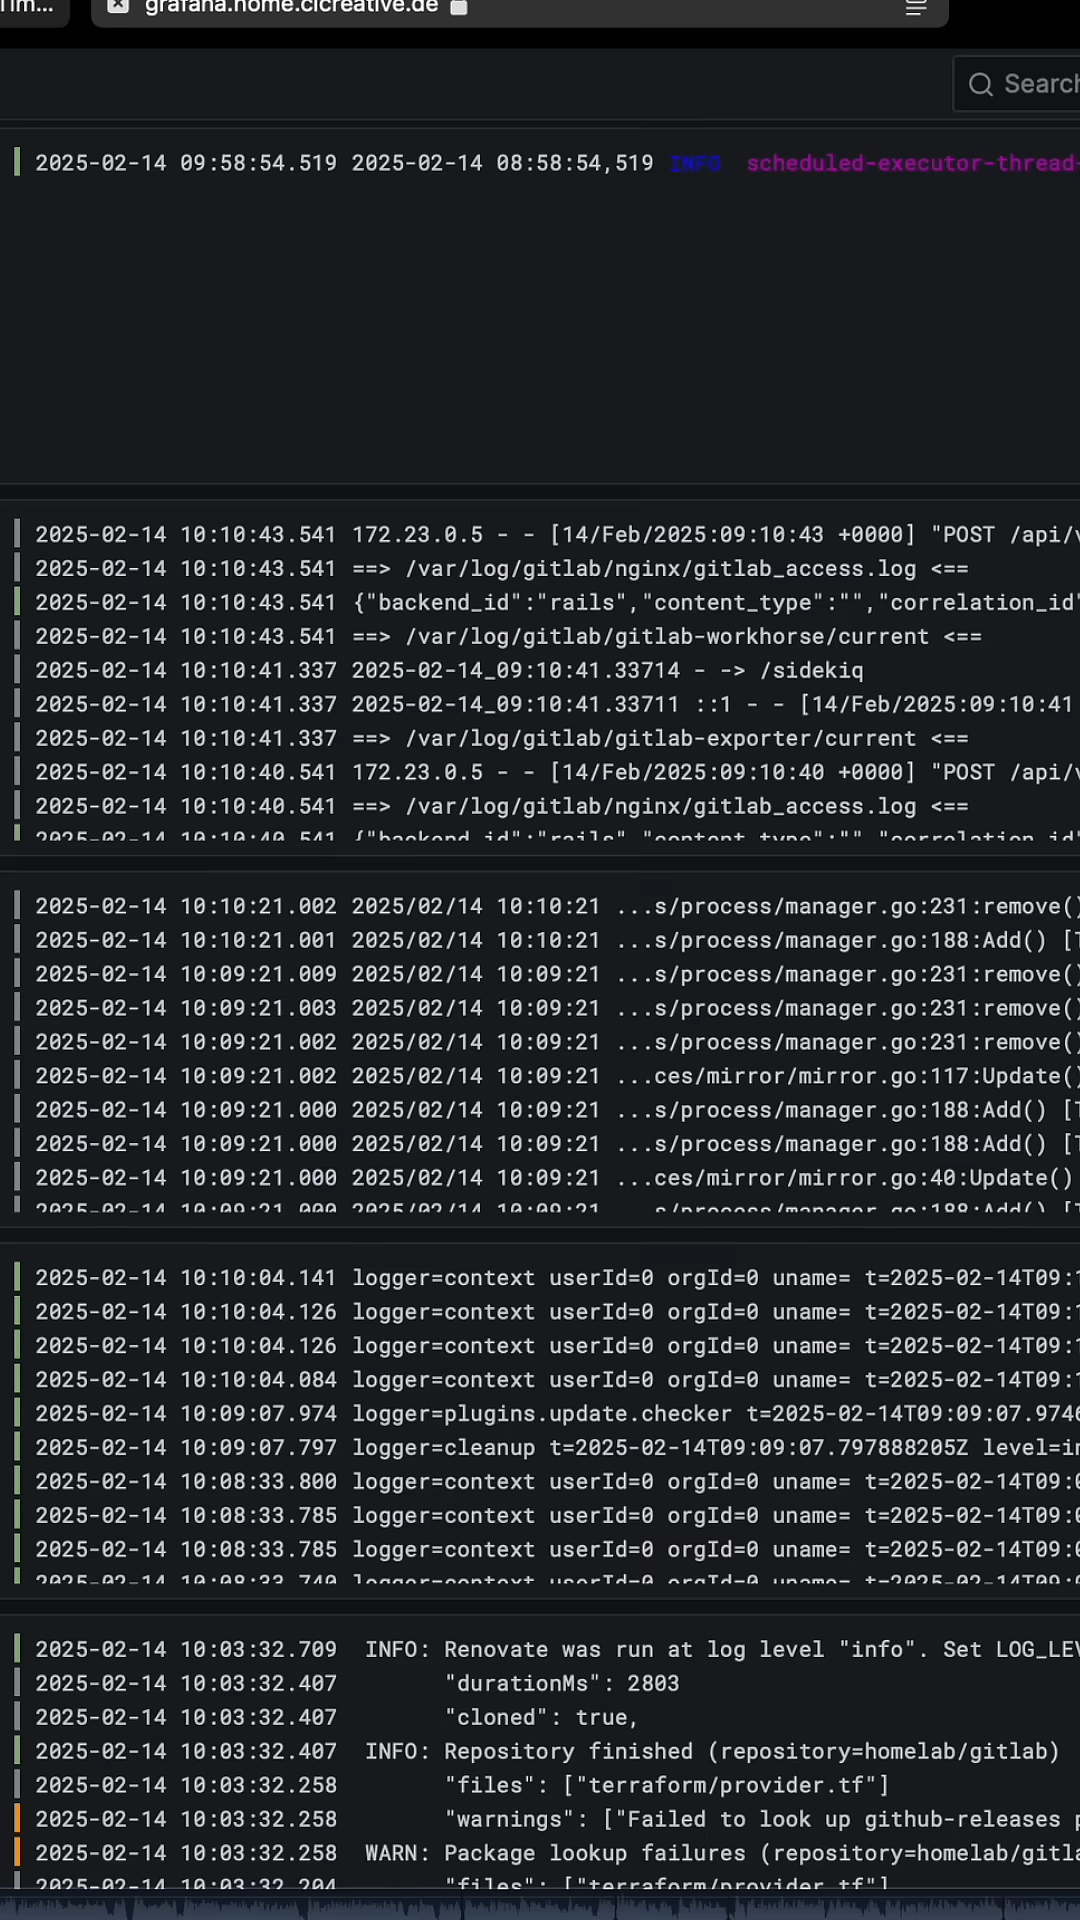 Tim...
grafana.home.cicreative.de
Search
2025-02-14 09:58:54.519 2025-02-14 08:58:54,519 INFO scheduled-executor-thread-
2025-02-14 10:10:43.541 172.23.0.5 - - [14/Feb/2025:09:10:43 +0000] "POST /api/v
2025-02-14 10:10:43.541 ==> /var/log/gitlab/nginx/gitlab_access.log <==
2025-02-14 10:10:43.541 {"backend_id":"rails","content_type":"","correlation_id"
2025-02-14 10:10:43.541 ==> /var/log/gitlab/gitlab-workhorse/current <==
2025-02-14 10:10:41.337 2025-02-14_09:10:41.33714 - -> /sidekiq
2025-02-14 10:10:41.337 2025-02-14_09:10:41.33711 ::1 - - [14/Feb/2025:09:10:41
2025-02-14 10:10:41.337 ==> /var/log/gitlab/gitlab-exporter/current <==
2025-02-14 10:10:40.541 172.23.0.5 - - [14/Feb/2025:09:10:40 +0000] "POST /api/v
2025-02-14 10:10:40.541 ==> /var/log/gitlab/nginx/gitlab_access.log <==
2025-02-14 10:10:40.541 {"backend_id":"rails","content_type":"","correlation_id"
2025-02-14 10:10:21.002 2025/02/14 10:10:21 ...s/process/manager.go:231:remove()
2025-02-14 10:10:21.001 2025/02/14 10:10:21 ...s/process/manager.go:188:Add() [T
2025-02-14 10:09:21.009 2025/02/14 10:09:21 ...s/process/manager.go:231:remove()
2025-02-14 10:09:21.003 2025/02/14 10:09:21 ...s/process/manager.go:231:remove()
2025-02-14 10:09:21.002 2025/02/14 10:09:21 ...s/process/manager.go:231:remove()
2025-02-14 10:09:21.002 2025/02/14 10:09:21 ...ces/mirror/mirror.go:117:Update()
2025-02-14 10:09:21.000 2025/02/14 10:09:21 ...s/process/manager.go:188:Add() [T
2025-02-14 10:09:21.000 2025/02/14 10:09:21 ...s/process/manager.go:188:Add() [T
2025-02-14 10:09:21.000 2025/02/14 10:09:21 ...ces/mirror/mirror.go:40:Update()
2025-02-14 10:09:21.000 2025/02/14 10:09:21 ...s/process/manager.go:188:Add() [T
2025-02-14 10:10:04.141 logger=context userId=0 orgId=0 uname= t=2025-02-14T09:1
2025-02-14 10:10:04.126 logger=context userId=0 orgId=0 uname= t=2025-02-14T09:1
2025-02-14 10:10:04.126 logger=context userId=0 orgId=0 uname= t=2025-02-14T09:1
2025-02-14 10:10:04.084 logger=context userId=0 orgId=0 uname= t=2025-02-14T09:1
2025-02-14 10:09:07.974 logger=plugins.update.checker t=2025-02-14T09:09:07.9746
2025-02-14 10:09:07.797 logger=cleanup t=2025-02-14T09:09:07.797888205Z level=in
2025-02-14 10:08:33.800 logger=context userId=0 orgId=0 uname= t=2025-02-14T09:0
2025-02-14 10:08:33.785 logger=context userId=0 orgId=0 uname= t=2025-02-14T09:0
2025-02-14 10:08:33.785 logger=context userId=0 orgId=0 uname= t=2025-02-14T09:0
2025-02-14 10:08:33.740 logger=context userId=0 orgId=0 uname= t=2025-02-14T09:0
2025-02-14 10:03:32.709 INFO: Renovate was run at log level "info". Set LOG_LEV
2025-02-14 10:03:32.407 "durationMs": 2803
2025-02-14 10:03:32.407 "cloned": true,
2025-02-14 10:03:32.407 INFO: Repository finished (repository=homelab/gitlab)
2025-02-14 10:03:32.258 "files": ["terraform/provider.tf"]
2025-02-14 10:03:32.258 "warnings": ["Failed to look up github-releases p
2025-02-14 10:03:32.258 WARN: Package lookup failures (repository=homelab/gitla
2025-02-14 10:03:32.204 "files": ["terraform/provider.tf"]